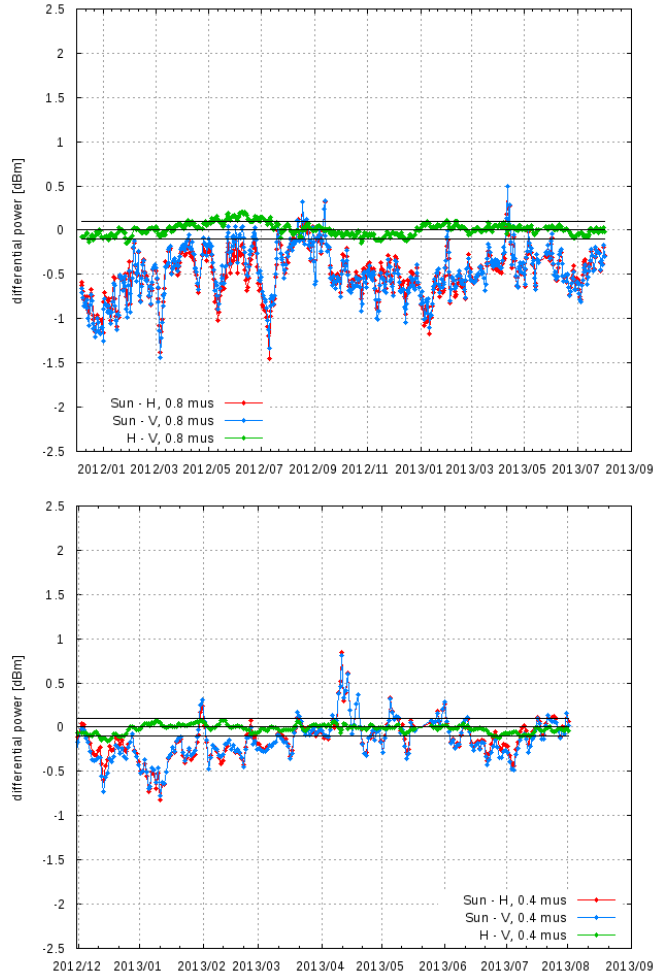 2.5
2
1.5
1
0.5
0
-0.5
-1
-1.5
-2
-2.5
differential power [dBm]
Sun - H, 0.8 mus
Sun - V, 0.8 mus
H - V, 0.8 mus
2012/01 2012/03 2012/05 2012/07 2012/09 2012/11 2013/01 2013/03 2013/05 2013/07 2013/09
2.5
2
1.5
1
0.5
0
-0.5
-1
-1.5
-2
-2.5
differential power [dBm]
Sun - H, 0.4 mus
Sun - V, 0.4 mus
H - V, 0.4 mus
2012/12 2013/01 2013/02 2013/03 2013/04 2013/05 2013/06 2013/07 2013/08 2013/09